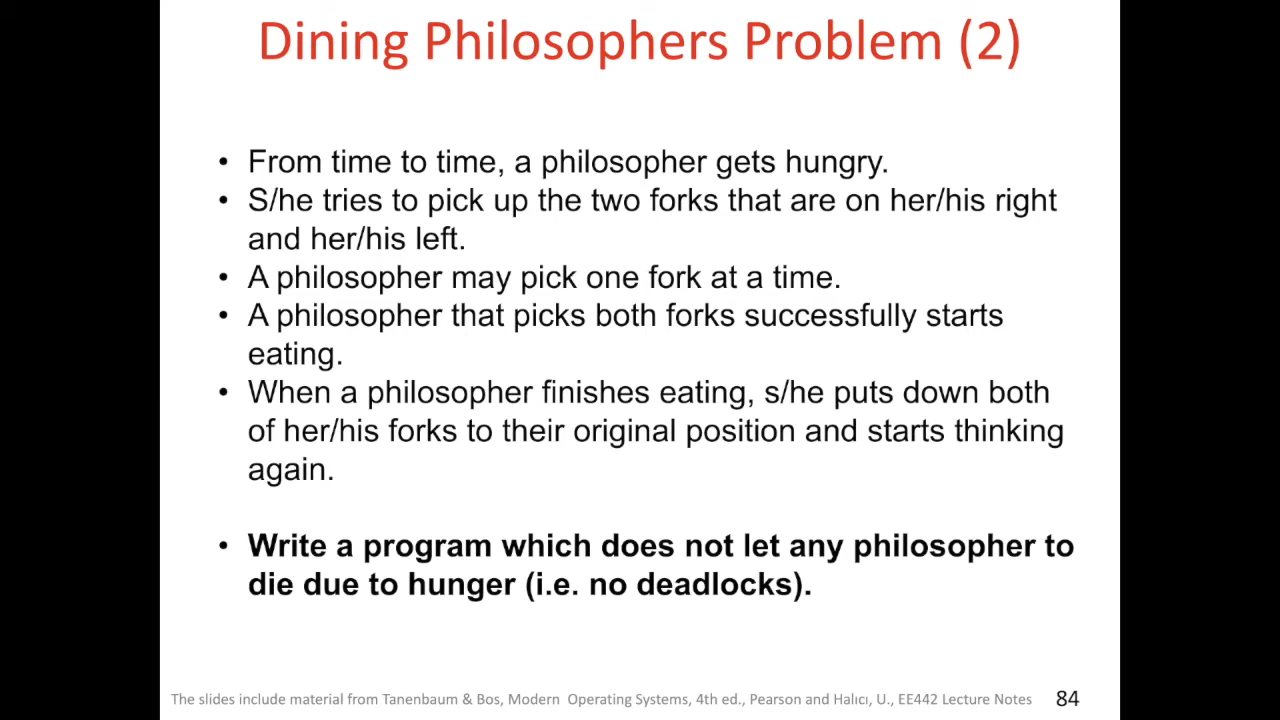 Dining Philosophers Problem (2)
• From time to time, a philosopher gets hungry.
• S/he tries to pick up the two forks that are on her/his right
and her/his left.
• A philosopher may pick one fork at a time.
• A philosopher that picks both forks successfully starts
eating.
• When a philosopher finishes eating, s/he puts down both
of her/his forks to their original position and starts thinking
again.
• Write a program which does not let any philosopher to
die due to hunger (i.e. no deadlocks).
The slides include material from Tanenbaum & Bos, Modern Operating Systems, 4th ed., Pearson and Halıcı, U., EE442 Lecture Notes 84